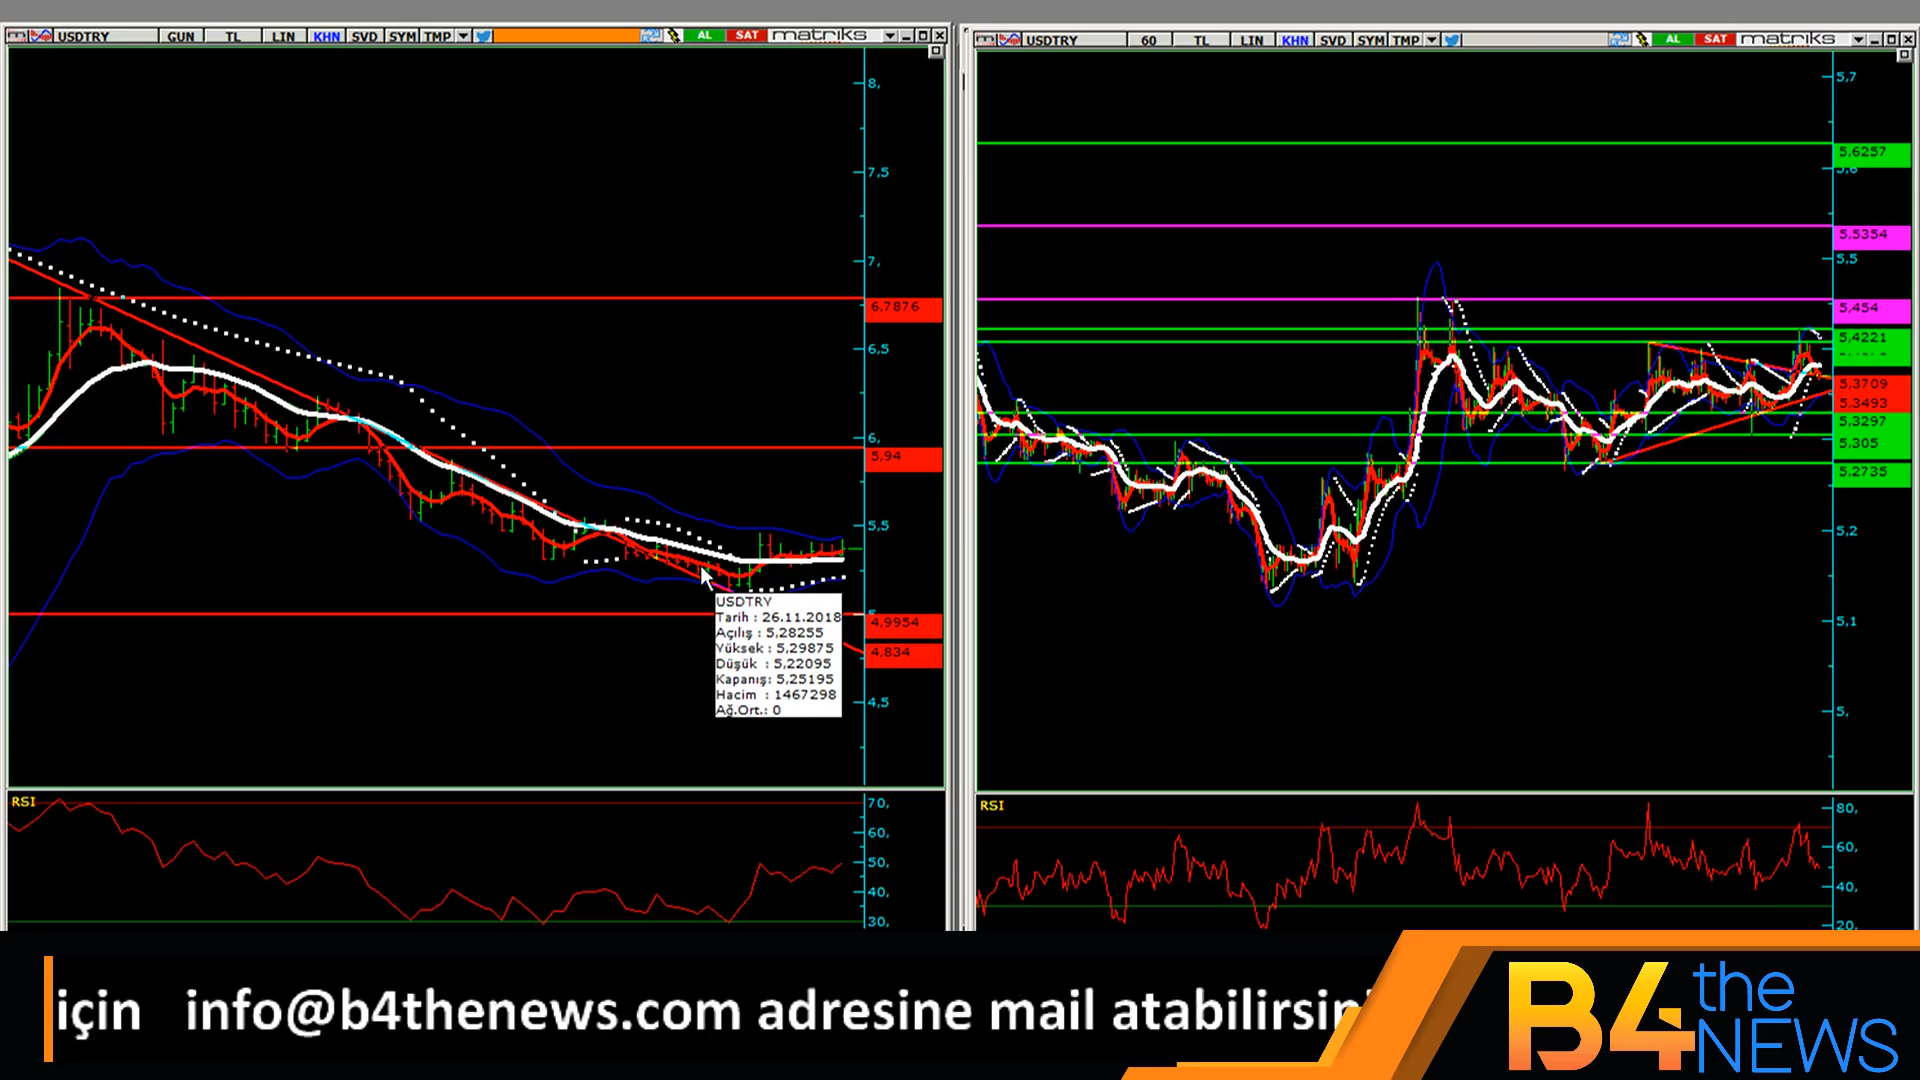 USDTRY GUN TL LIN KHN SVD SYM TMP AL SAT matriks
8,
7,5
7,
6,7876
6,5
6,
5,94
5,5
5,
4,9954
4,834
4,5
USDTRY
Tarih : 26.11.2018
Açılış : 5,28255
Yüksek : 5,29875
Düşük : 5,22095
Kapanış: 5,25195
Hacim : 1467298
Ağ.Ort.: 0
RSI
70,
60,
50,
40,
30,
USDTRY 60 TL LIN KHN SVD SYM TMP AL SAT matriks
5,7
5,6257
5,6
5,5354
5,5
5,454
5,4221
5,3709
5,3493
5,3297
5,305
5,2735
5,2
5,1
5,
RSI
80,
60,
40,
20,
için info@b4thenews.com adresine mail atabilirsin
B4 the NEWS